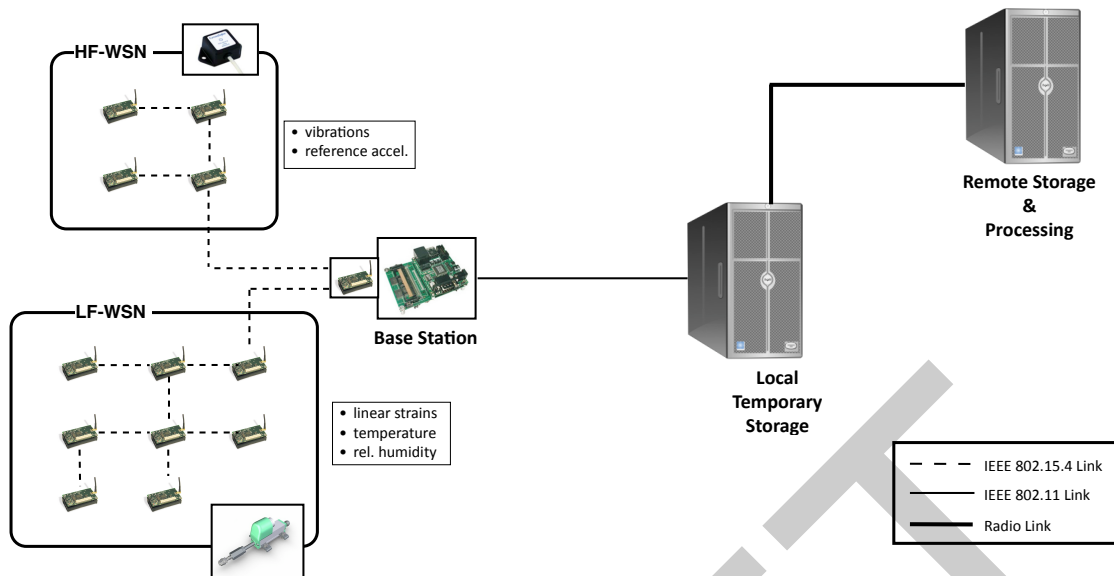 HF-WSN
• vibrations
• reference accel.
Remote Storage
&
Processing
Base Station
LF-WSN
• linear strains
• temperature
• rel. humidity
Local
Temporary
Storage
IEEE 802.15.4 Link
IEEE 802.11 Link
Radio Link